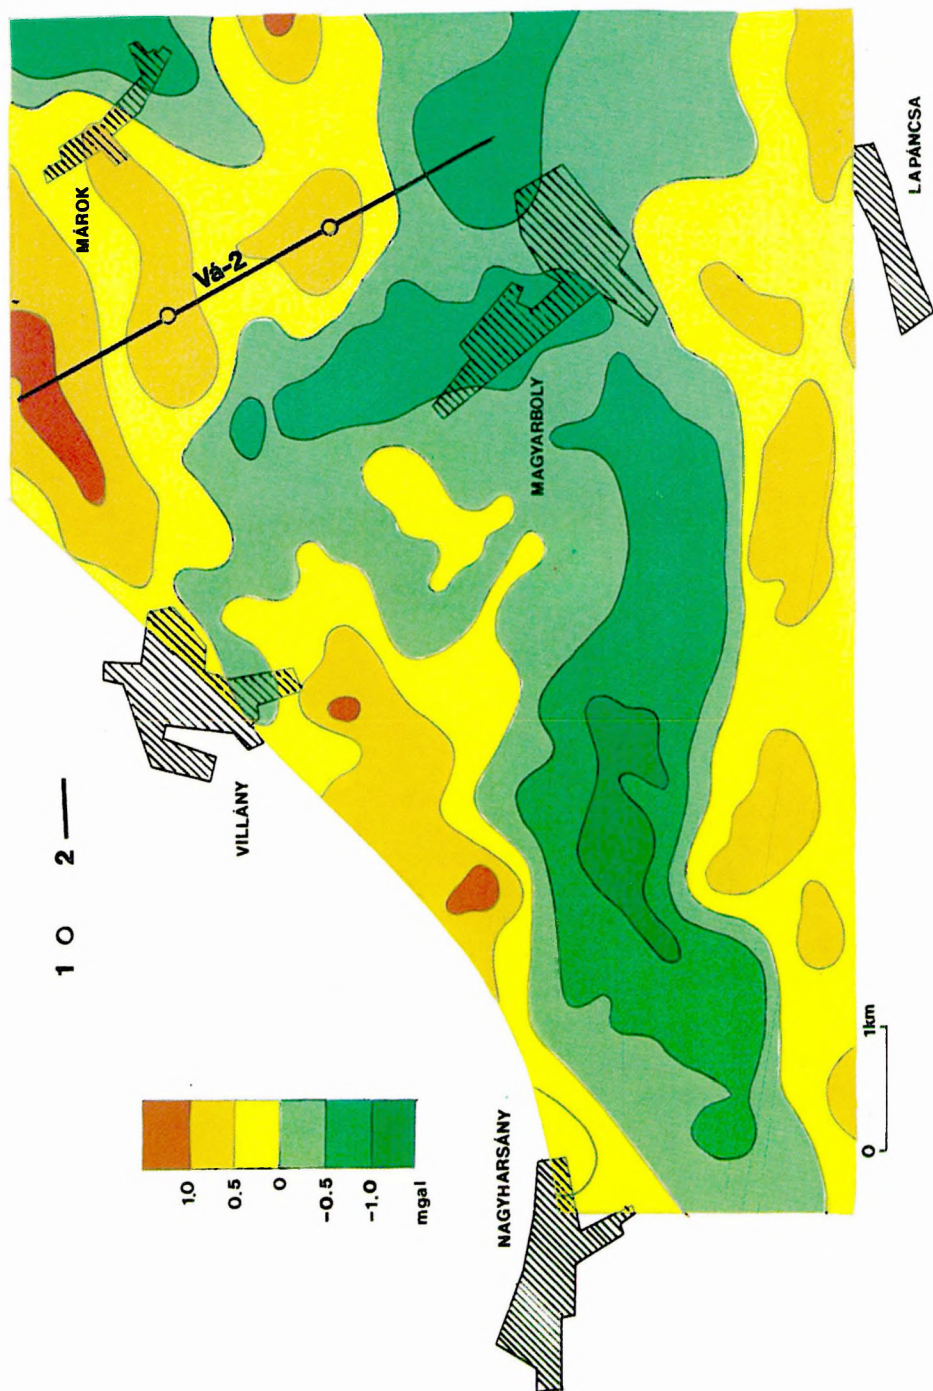 MÁROK
Vá-2
LAPÁNCSA
MAGYARBOLY
VILLÁNY
1 O 2 —
NAGYHARSÁNY
1.0
0.5
0
-0.5
-1.0
mgal
0 1km